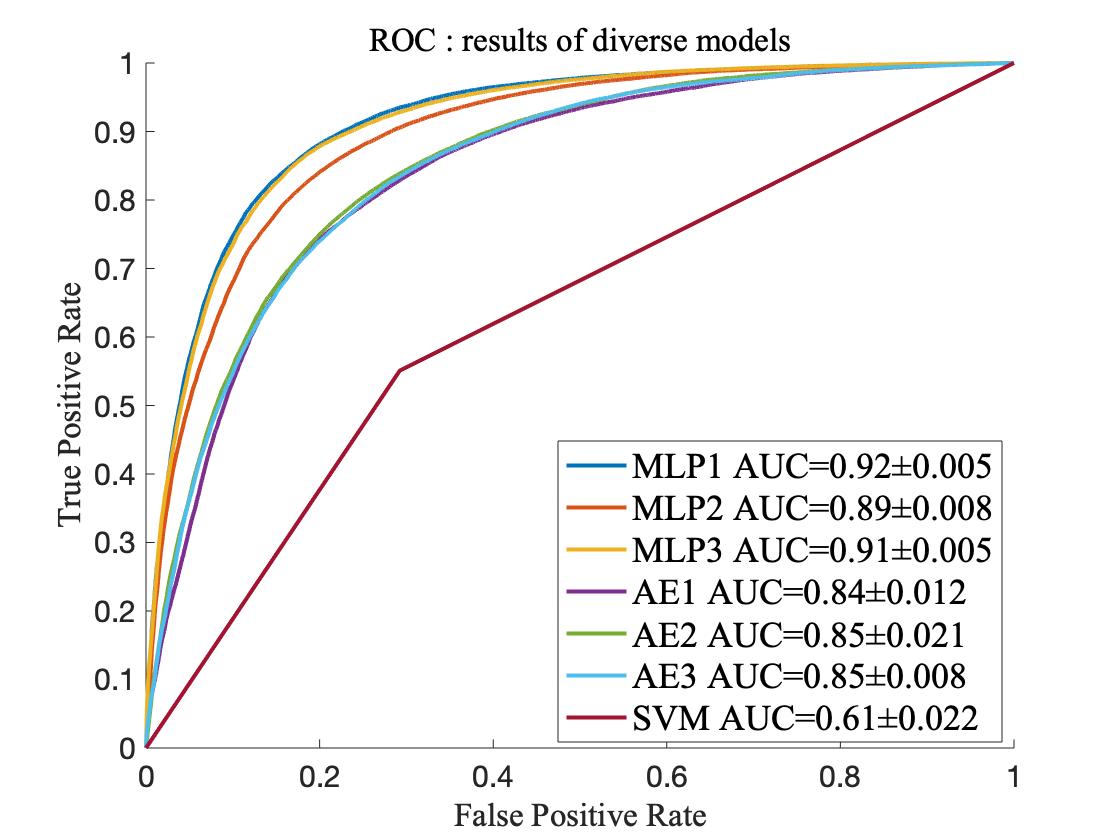 ROC : results of diverse models
1
0.9
0.8
0.7
0.6
0.5
0.4
0.3
0.2
0.1
0
True Positive Rate
MLP1 AUC=0.92±0.005
MLP2 AUC=0.89±0.008
MLP3 AUC=0.91±0.005
AE1 AUC=0.84±0.012
AE2 AUC=0.85±0.021
AE3 AUC=0.85±0.008
SVM AUC=0.61±0.022
0 0.2 0.4 0.6 0.8 1
False Positive Rate